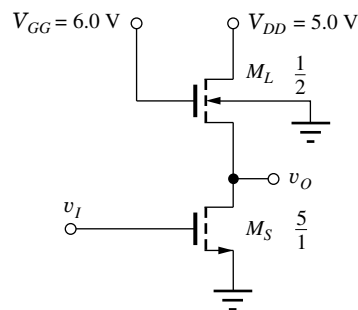 V_GG = 6.0 V
V_DD = 5.0 V
M_L 1/2
v_O
v_I
M_S 5/1